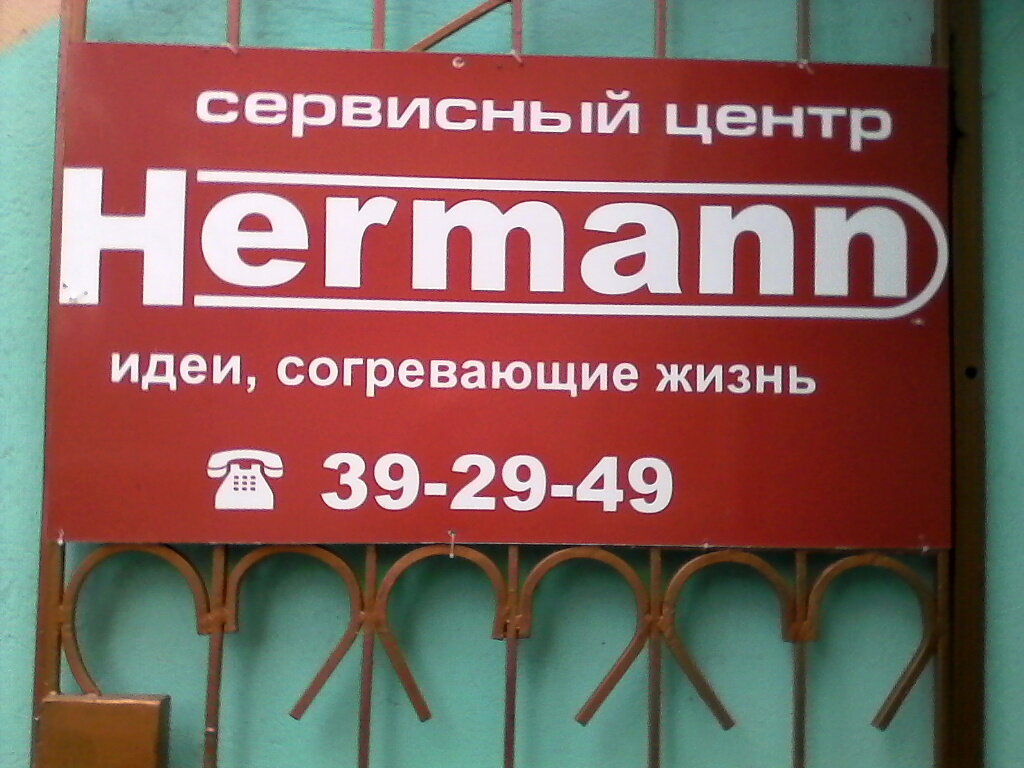 сервисный центр
Hermann
идеи, согревающие жизнь
39-29-49